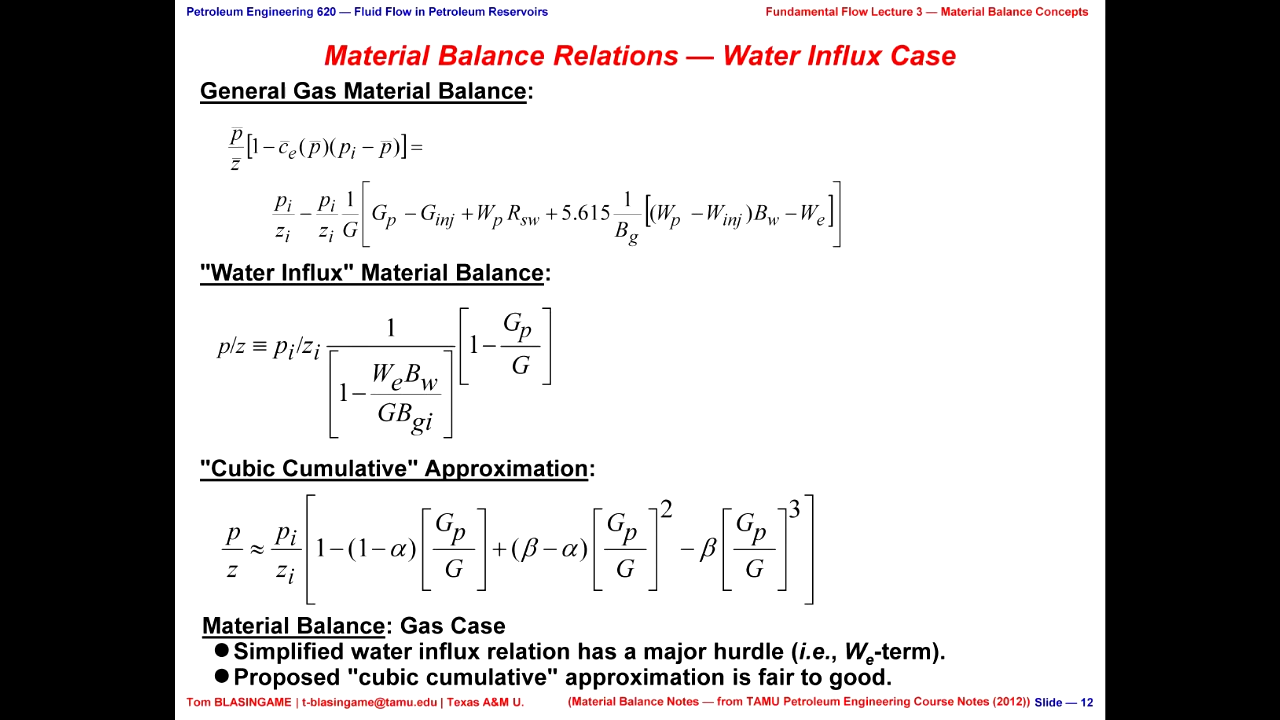 Petroleum Engineering 620 — Fluid Flow in Petroleum Reservoirs
Fundamental Flow Lecture 3 — Material Balance Concepts
Material Balance Relations — Water Influx Case
General Gas Material Balance:
p̅/z̅ [1 − c̅e(p̅)(pi − p̅)] =
pi/zi − pi/zi 1/G [Gp − Ginj + WpRsw + 5.615 1/Bg [(Wp − Winj)Bw − We]]
"Water Influx" Material Balance:
p/z ≡ pi/zi 1/[1 − WeBw/GBgi] [1 − Gp/G]
"Cubic Cumulative" Approximation:
p/z ≈ pi/zi [1 − (1 − α)[Gp/G] + (β − α)[Gp/G]² − β[Gp/G]³]
Material Balance: Gas Case
●Simplified water influx relation has a major hurdle (i.e., We-term).
●Proposed "cubic cumulative" approximation is fair to good.
Tom BLASINGAME | t-blasingame@tamu.edu | Texas A&M U.
(Material Balance Notes — from TAMU Petroleum Engineering Course Notes (2012))
Slide — 12